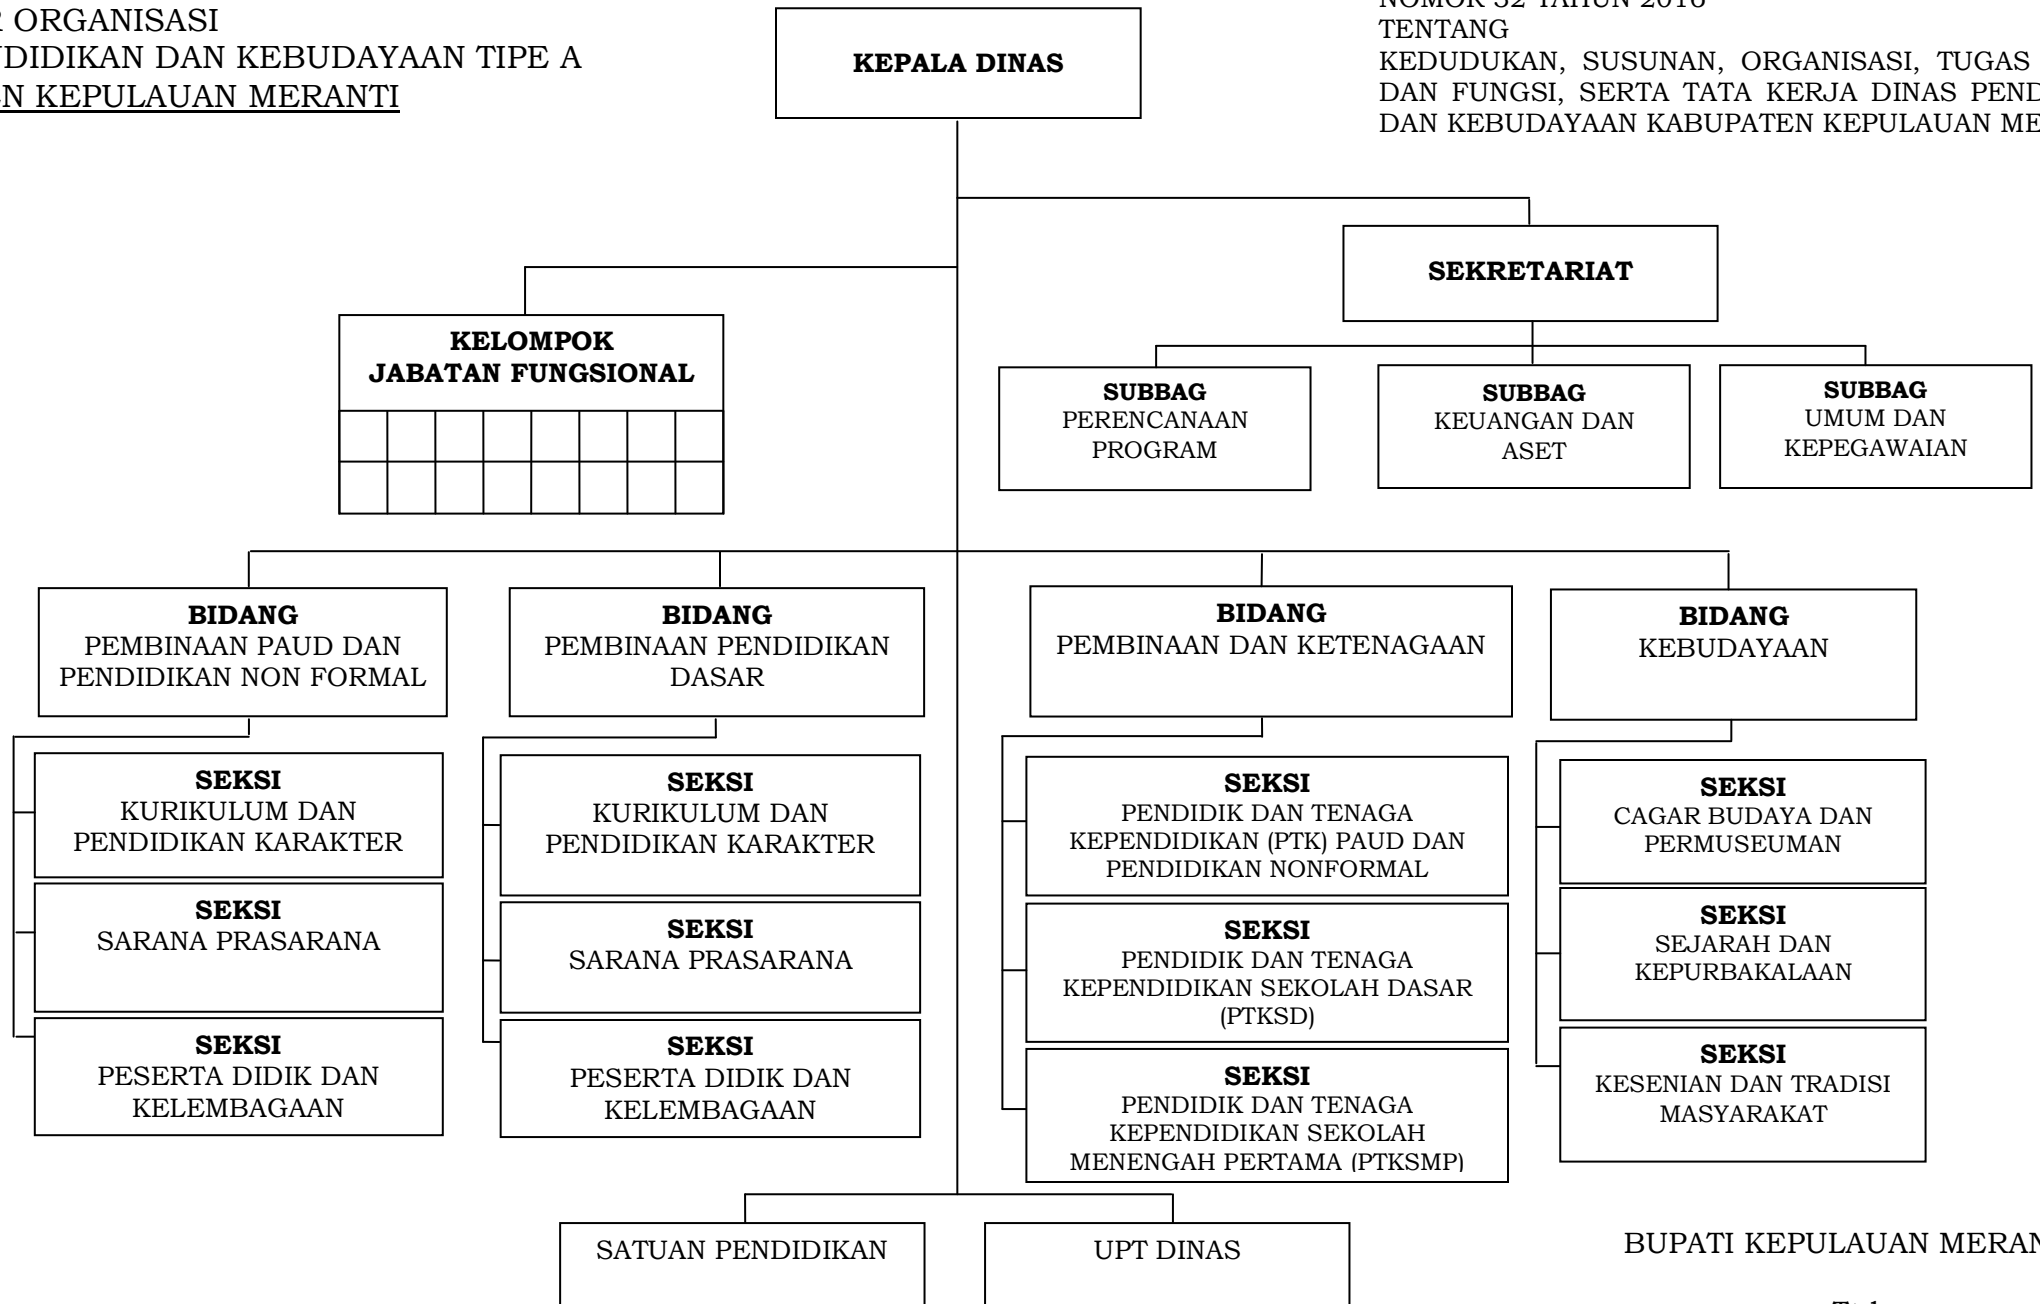 ORGANISASI
DIDIKAN DAN KEBUDAYAAN TIPE A
N KEPULAUAN MERANTI
KEPALA DINAS
NOMOR 32 TAHUN 2016
TENTANG
KEDUDUKAN, SUSUNAN, ORGANISASI, TUGAS
DAN FUNGSI, SERTA TATA KERJA DINAS PEND
DAN KEBUDAYAAN KABUPATEN KEPULAUAN ME
SEKRETARIAT
KELOMPOK
JABATAN FUNGSIONAL
SUBBAG
PERENCANAAN
PROGRAM
SUBBAG
KEUANGAN DAN
ASET
SUBBAG
UMUM DAN
KEPEGAWAIAN
BIDANG
PEMBINAAN PAUD DAN
PENDIDIKAN NON FORMAL
BIDANG
PEMBINAAN PENDIDIKAN
DASAR
BIDANG
PEMBINAAN DAN KETENAGAAN
BIDANG
KEBUDAYAAN
SEKSI
KURIKULUM DAN
PENDIDIKAN KARAKTER
SEKSI
SARANA PRASARANA
SEKSI
PESERTA DIDIK DAN
KELEMBAGAAN
SEKSI
KURIKULUM DAN
PENDIDIKAN KARAKTER
SEKSI
SARANA PRASARANA
SEKSI
PESERTA DIDIK DAN
KELEMBAGAAN
SEKSI
PENDIDIK DAN TENAGA
KEPENDIDIKAN (PTK) PAUD DAN
PENDIDIKAN NONFORMAL
SEKSI
PENDIDIK DAN TENAGA
KEPENDIDIKAN SEKOLAH DASAR
(PTKSD)
SEKSI
PENDIDIK DAN TENAGA
KEPENDIDIKAN SEKOLAH
MENENGAH PERTAMA (PTKSMP)
SEKSI
CAGAR BUDAYA DAN
PERMUSEUMAN
SEKSI
SEJARAH DAN
KEPURBAKALAAN
SEKSI
KESENIAN DAN TRADISI
MASYARAKAT
SATUAN PENDIDIKAN
UPT DINAS
BUPATI KEPULAUAN MERAN